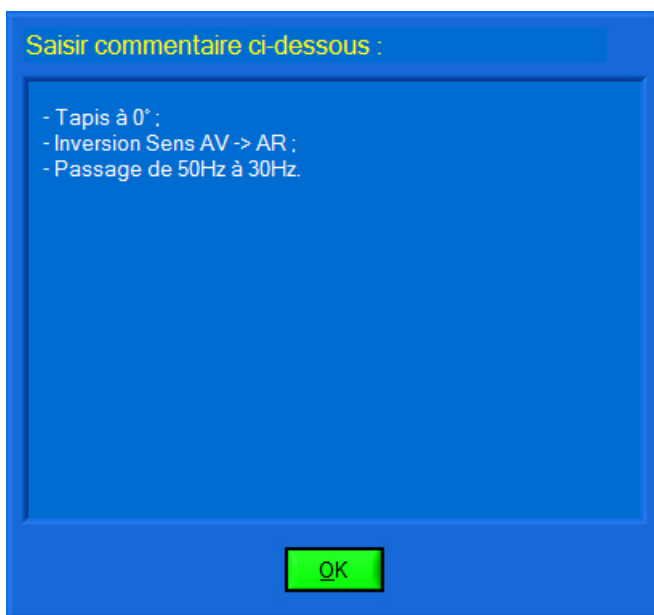 Saisir commentaire ci-dessous :
- Tapis à 0° ;
- Inversion Sens AV -> AR ;
- Passage de 50Hz à 30Hz.
OK